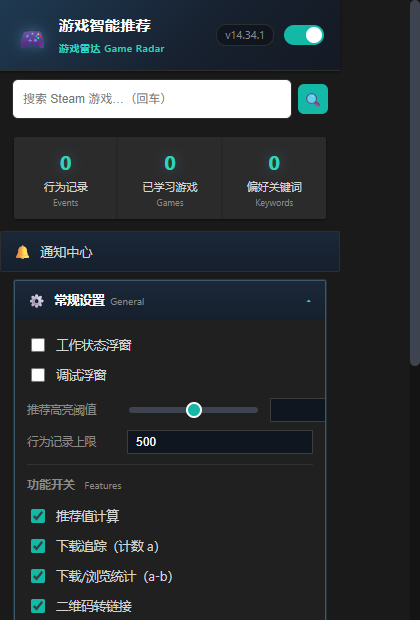 游戏智能推荐
游戏雷达 Game Radar
v14.34.1
搜索 Steam 游戏…（回车）
0
行为记录
Events
0
已学习游戏
Games
0
偏好关键词
Keywords
通知中心
常规设置 General
工作状态浮窗
调试浮窗
推荐高亮阈值
行为记录上限 500
功能开关 Features
推荐值计算
下载追踪（计数 a）
下载/浏览统计（a-b）
二维码转链接